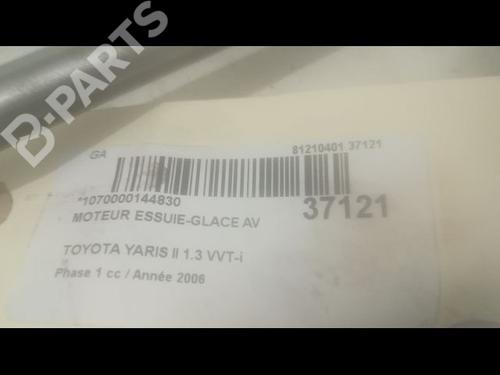 B-PARTS
GA
81210401 37121
*1070000144830
37121
MOTEUR ESSUIE-GLACE AV
TOYOTA YARIS II 1.3 VVT-i
Phase 1 cc / Année 2006